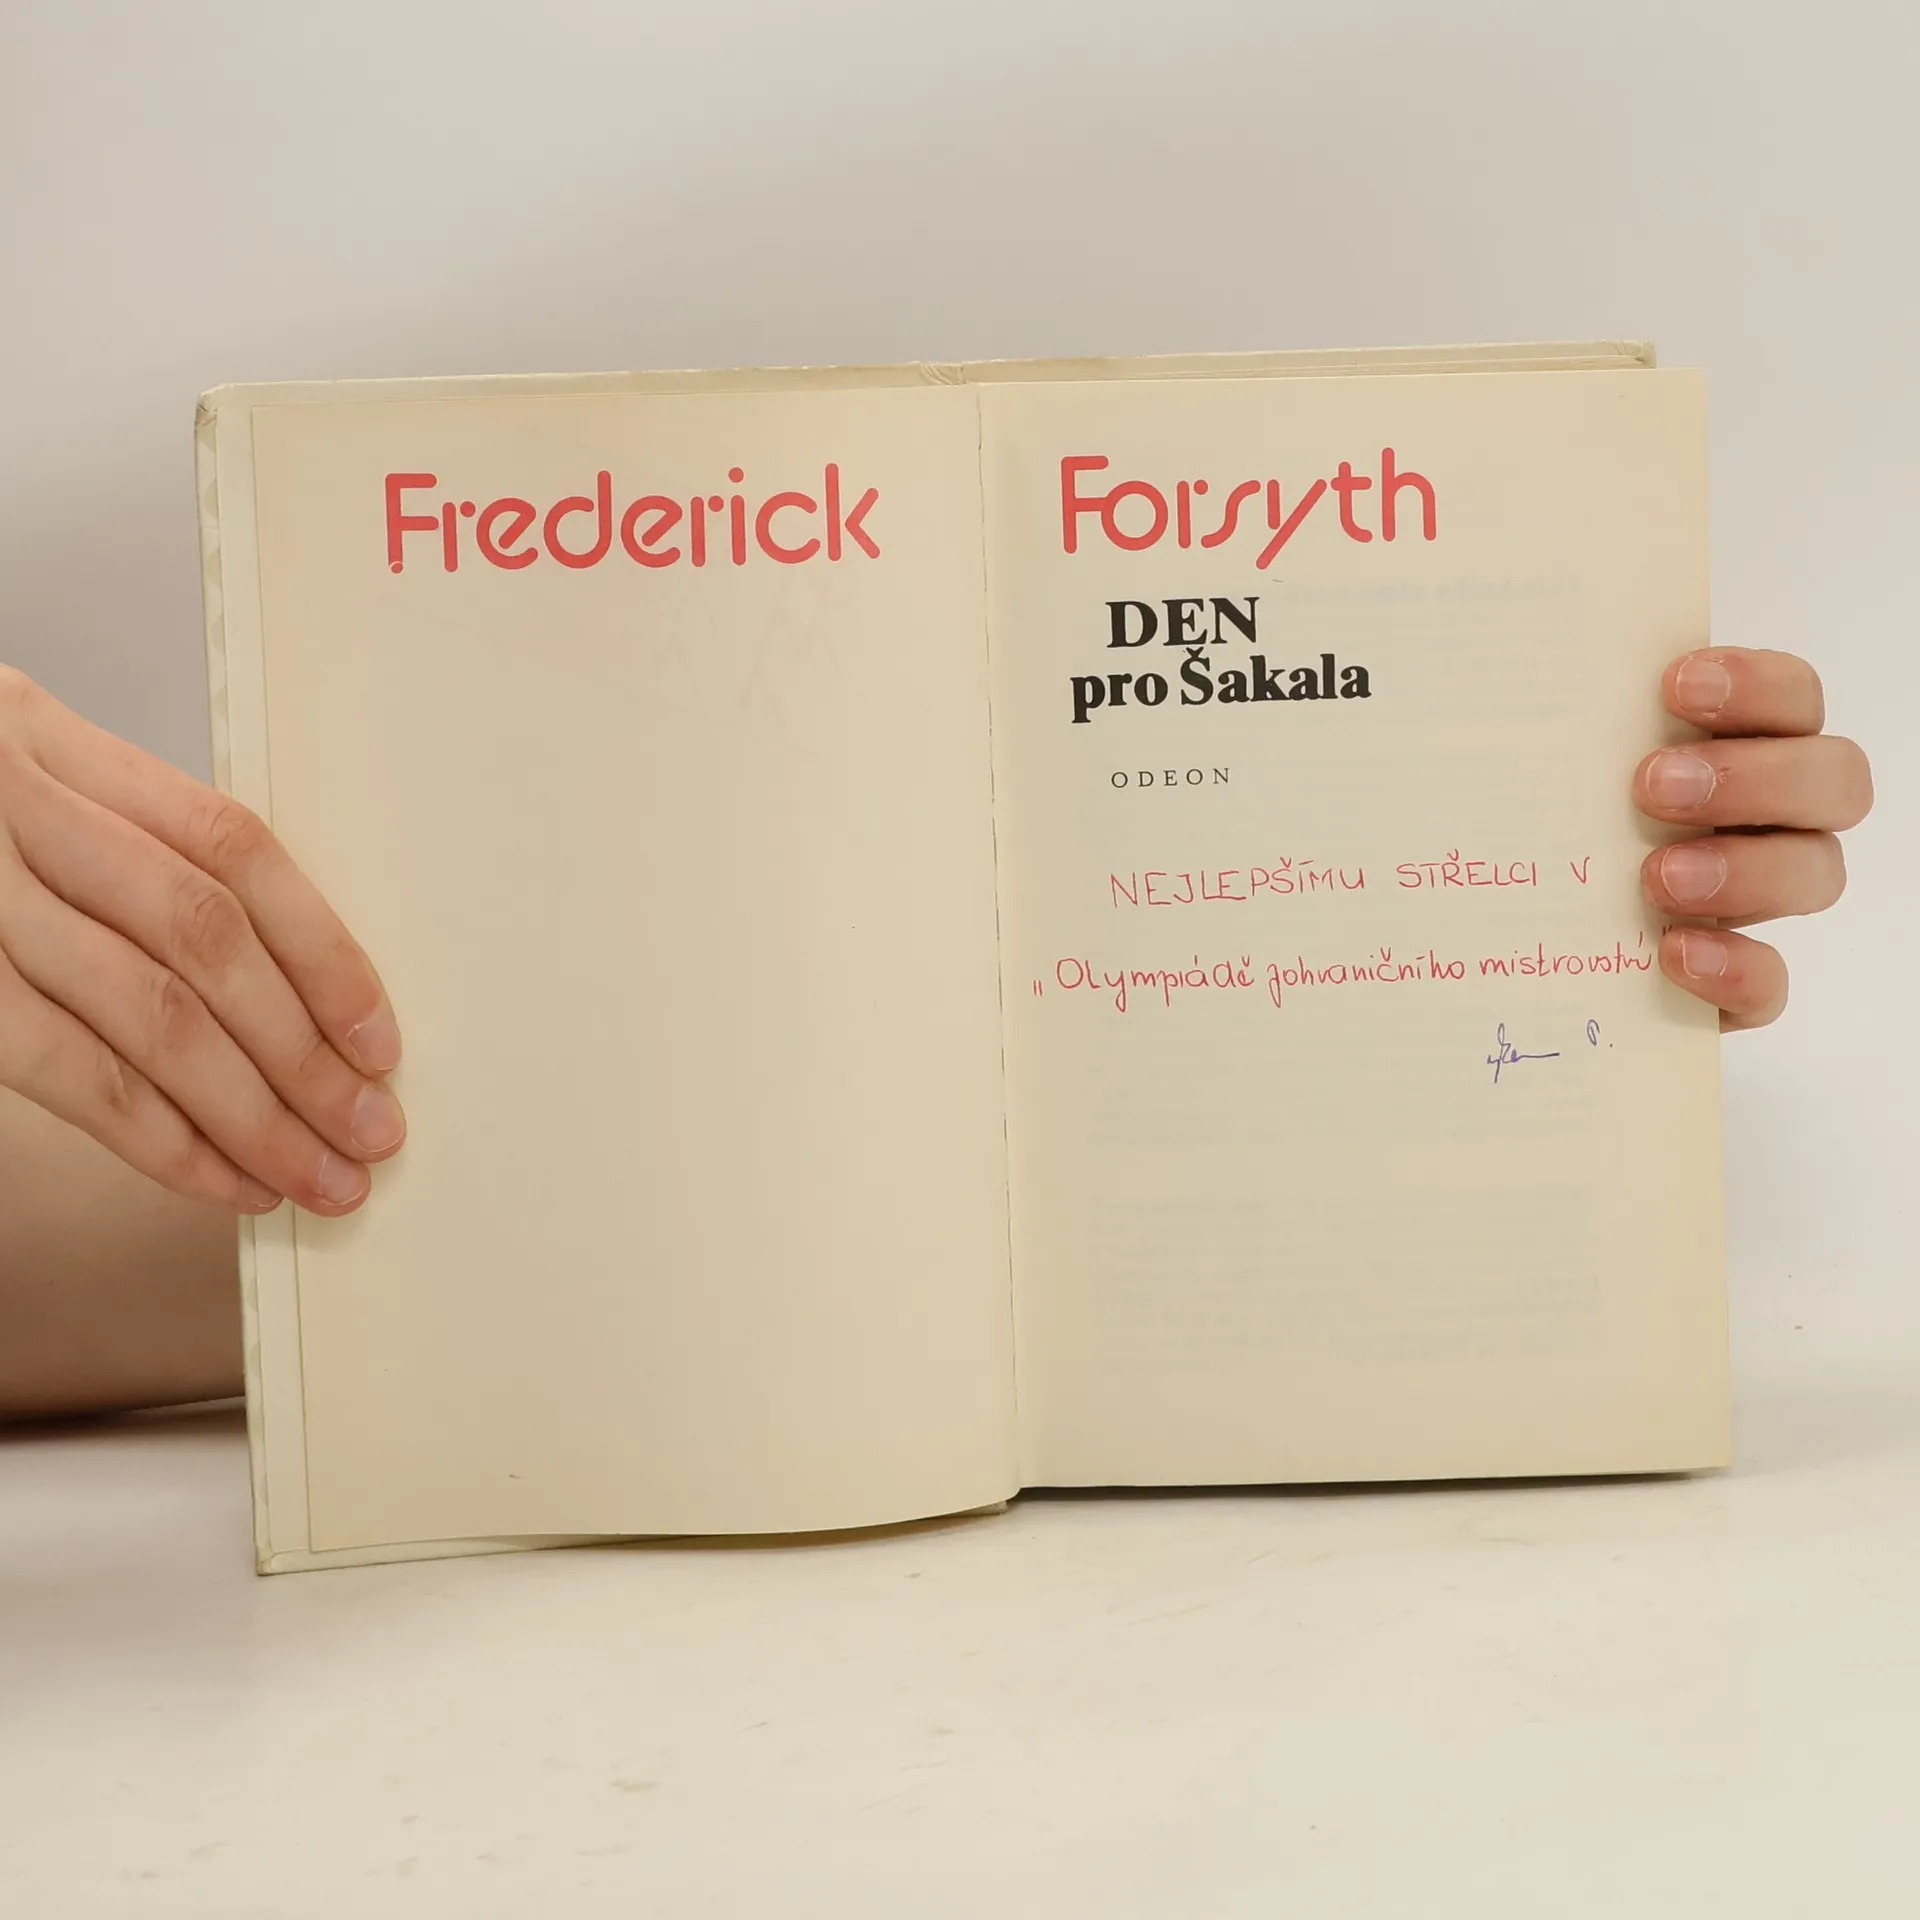 Frederick Forsyth
DEN
pro Šakala
ODEON
NEJLEPŠÍMU STŘELCI V
„Olympiádě pohraničního mistrovství"
P.